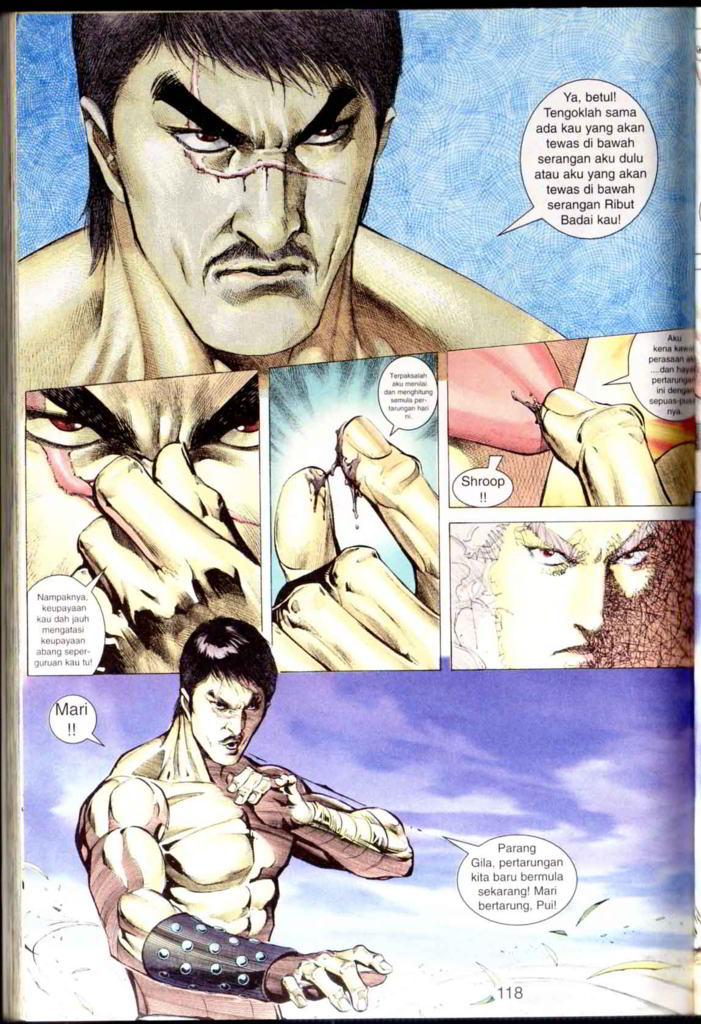 Ya, betul!
Tengoklah sama
ada kau yang akan
tewas di bawah
serangan aku dulu
atau aku yang akan
tewas di bawah
serangan Ribut
Badai kau!
Nampaknya,
keupayaan
kau dah jauh
mengatasi
keupayaan
abang seper-
guruan kau tu!
Terpaksalah
aku menilai
dan menghitung
semula per-
tarungan hari
ni.
Aku
kena
perasaan
....dan
pertarungan
ini dengan
sepuas-puas
nya.
Shroop
!!
Mari
!!
Parang
Gila, pertarungan
kita baru bermula
sekarang! Mari
bertarung, Pui!
118